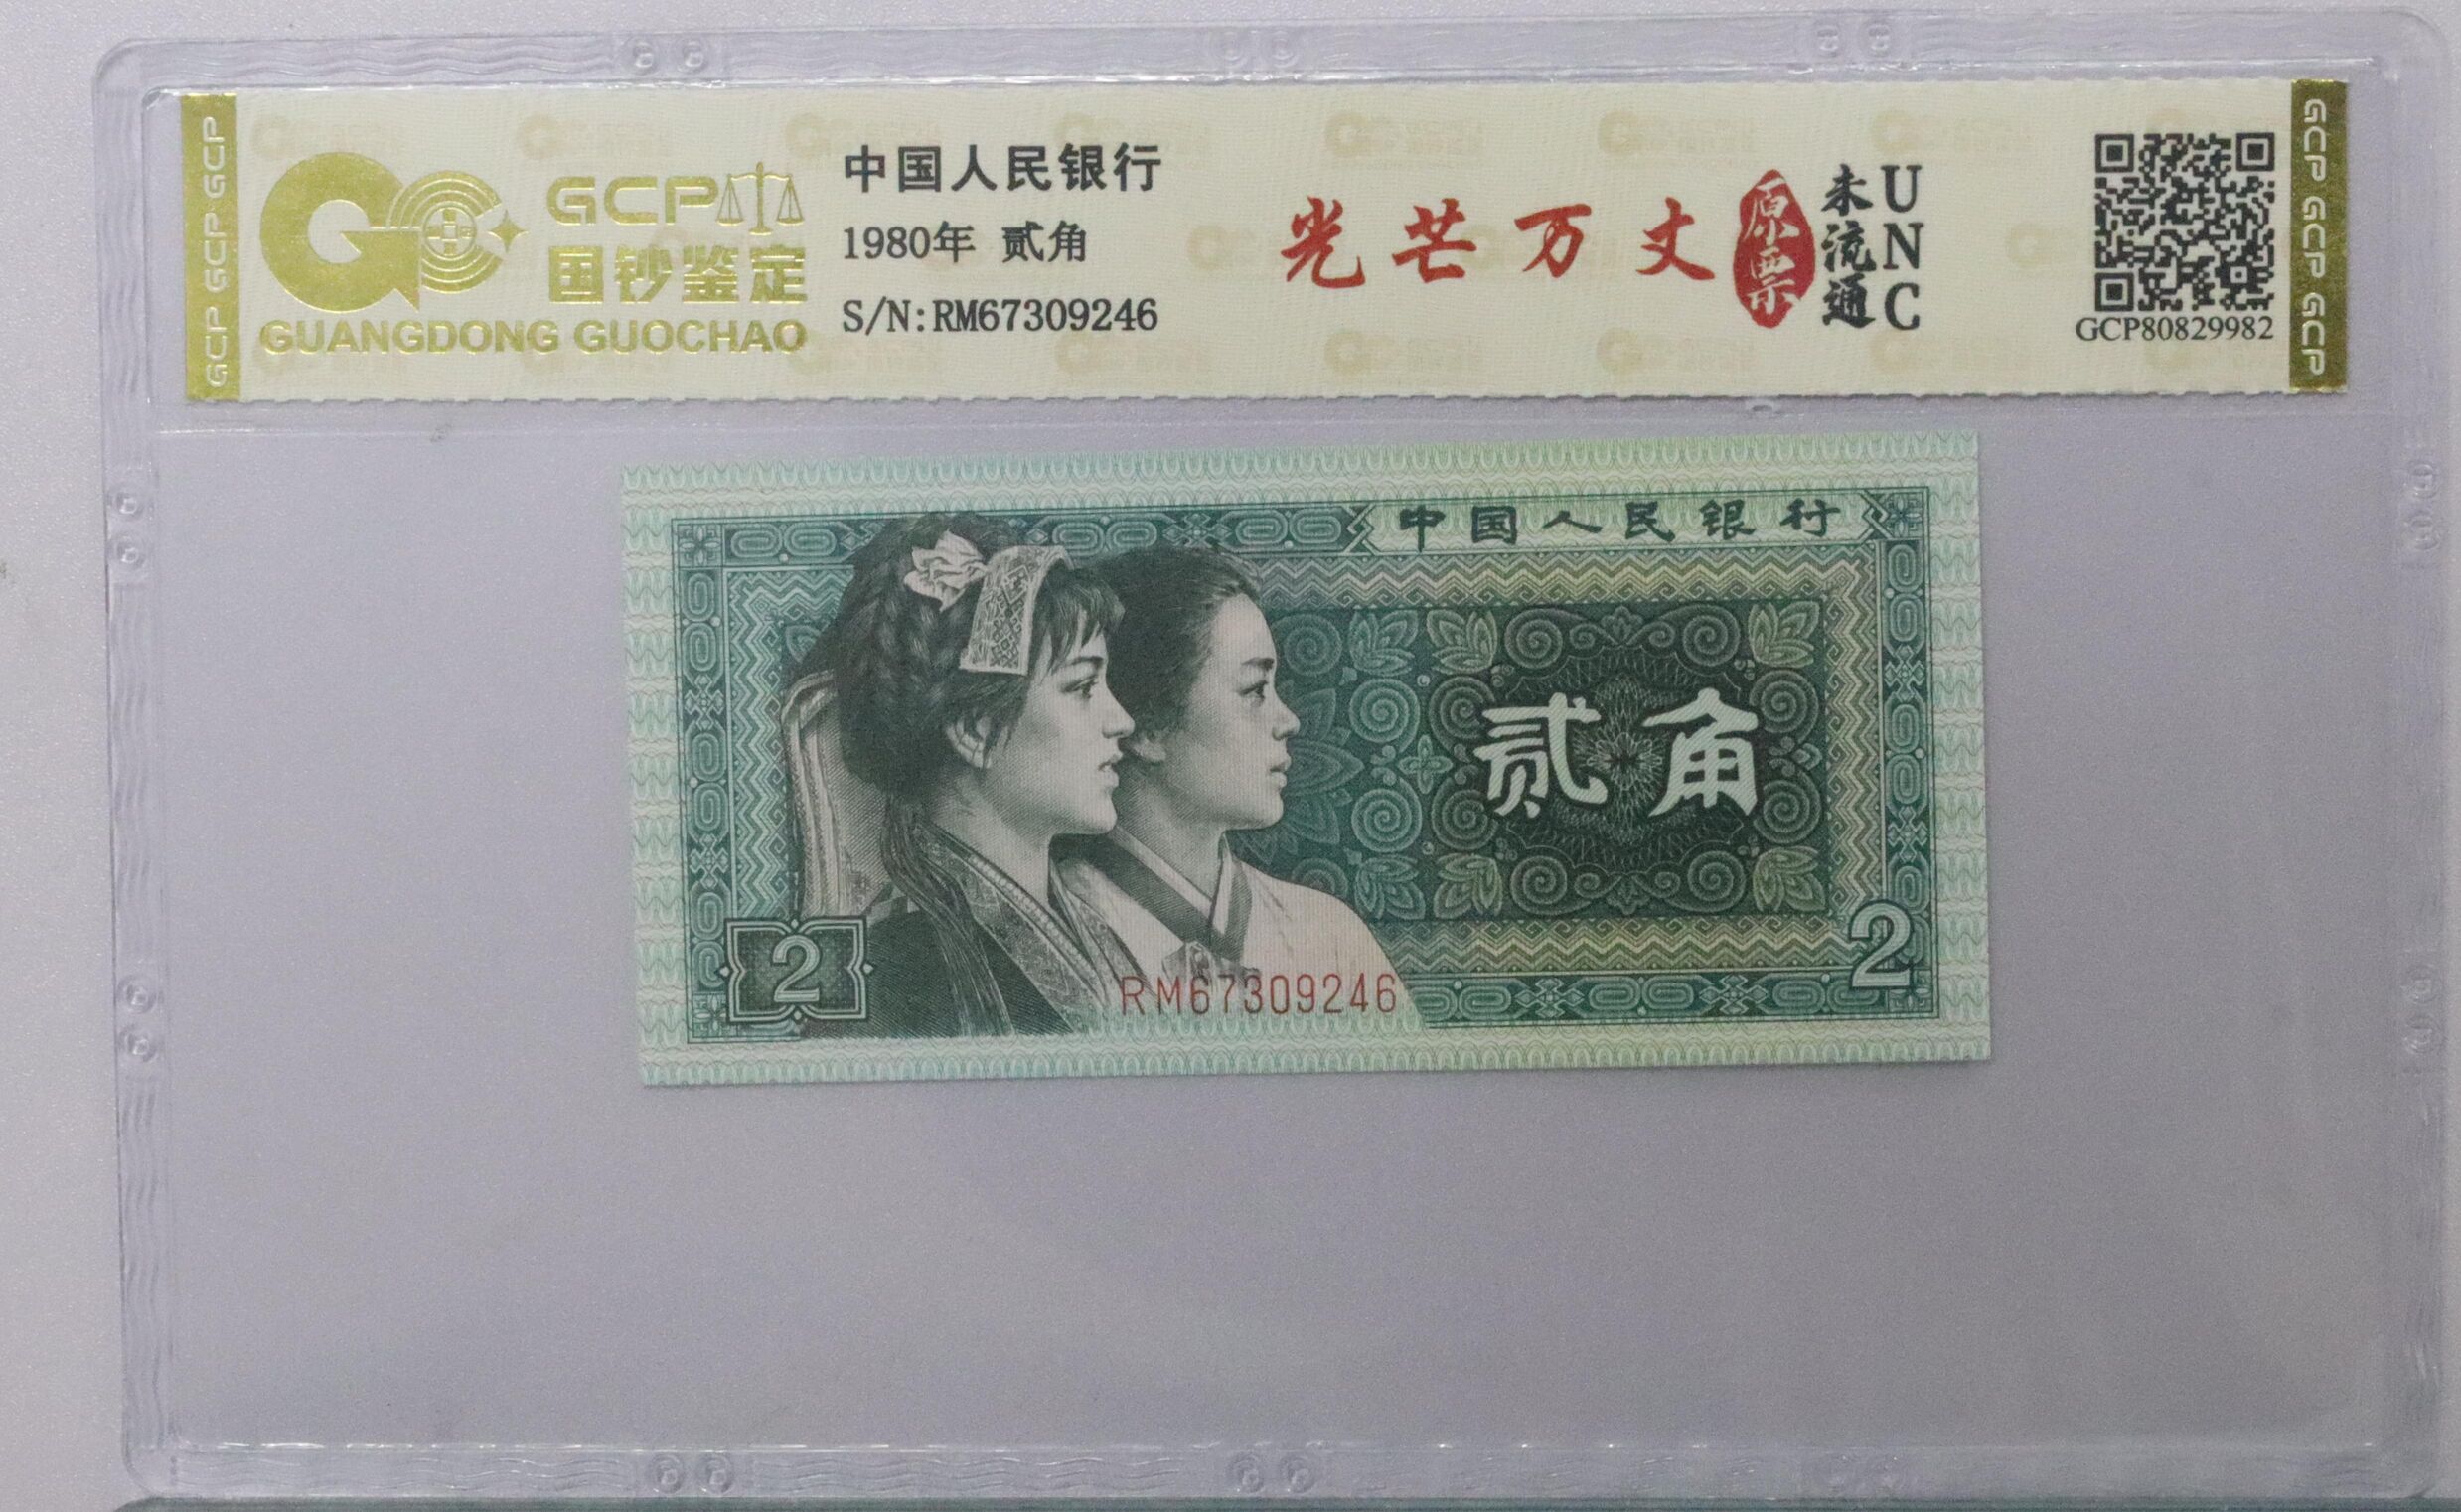 GCP GCP GCP
GCP
国钞鉴定
GUANGDONG GUOCHAO
中国人民银行
1980年 贰角
S/N:RM67309246
光芒万丈
原票
未流通
UNC
GCP80829982
GCP GCP GCP
中国人民银行
贰角
2
2
RM67309246